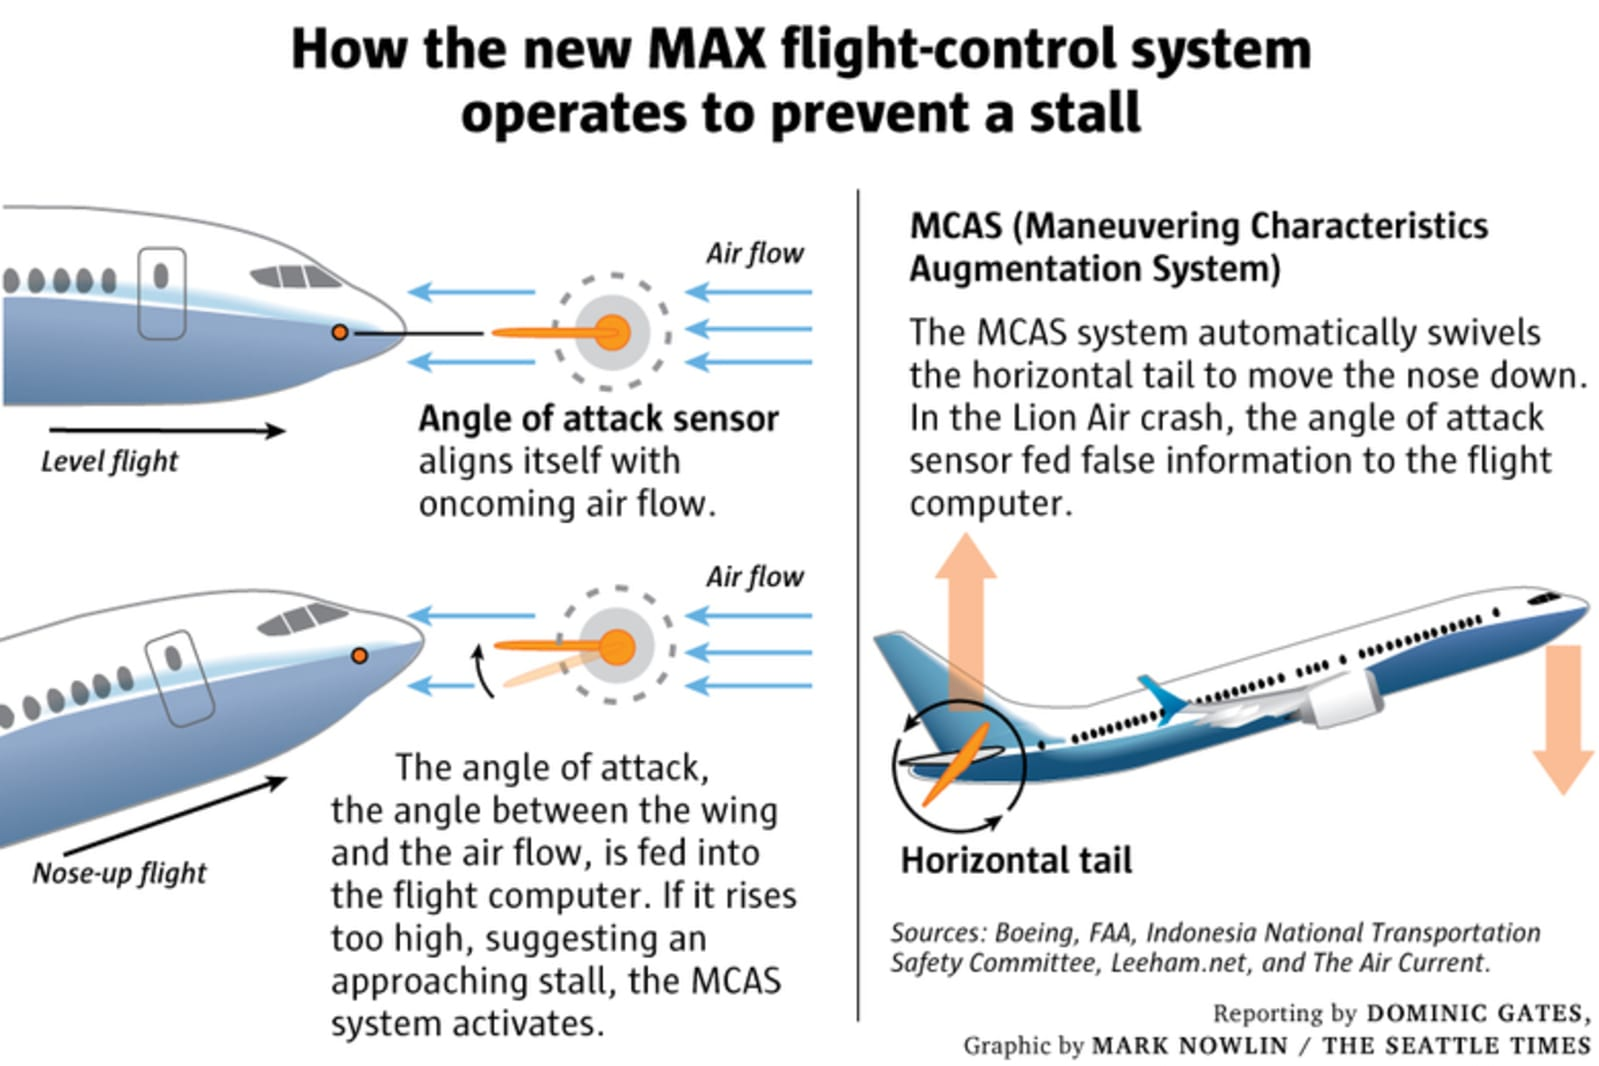 How the new MAX flight-control system
operates to prevent a stall
Air flow
Level flight
Angle of attack sensor
aligns itself with
oncoming air flow.
Air flow
Nose-up flight
The angle of attack,
the angle between the wing
and the air flow, is fed into
the flight computer. If it rises
too high, suggesting an
approaching stall, the MCAS
system activates.
MCAS (Maneuvering Characteristics
Augmentation System)
The MCAS system automatically swivels
the horizontal tail to move the nose down.
In the Lion Air crash, the angle of attack
sensor fed false information to the flight
computer.
Horizontal tail
Sources: Boeing, FAA, Indonesia National Transportation
Safety Committee, Leeham.net, and The Air Current.
Reporting by DOMINIC GATES,
Graphic by MARK NOWLIN / THE SEATTLE TIMES